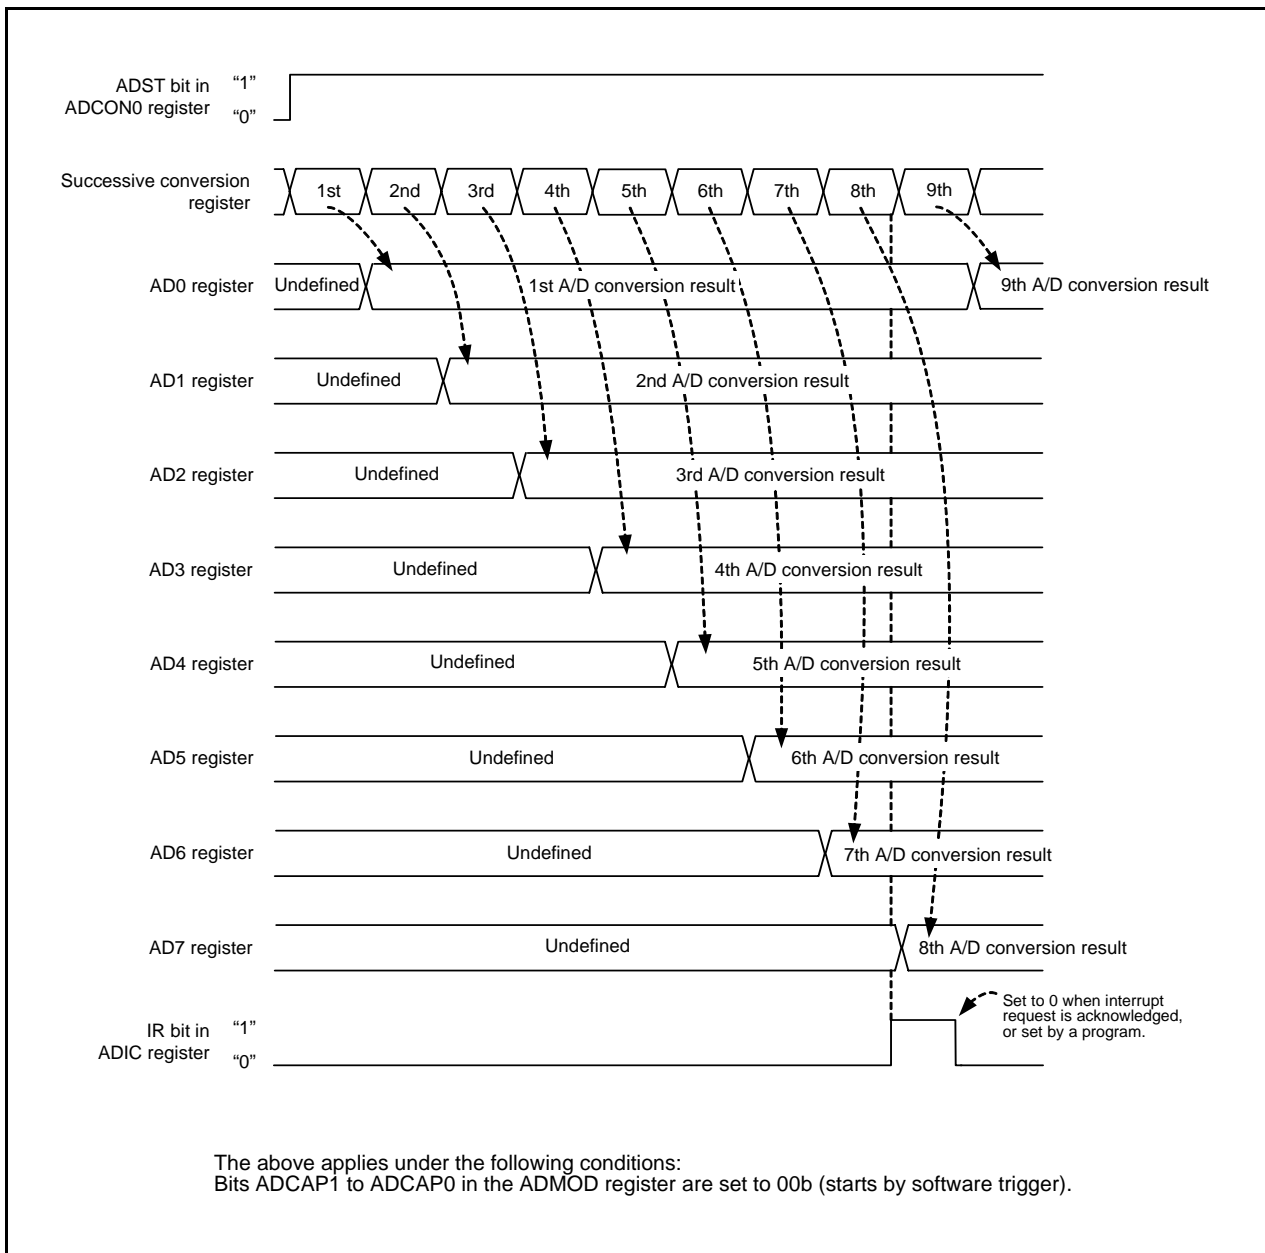 ADST bit in “1”
ADCON0 register “0”
Successive conversion
register
1st 2nd 3rd 4th 5th 6th 7th 8th 9th
AD0 register Undefined 1st A/D conversion result 9th A/D conversion result
AD1 register Undefined 2nd A/D conversion result
AD2 register Undefined 3rd A/D conversion result
AD3 register Undefined 4th A/D conversion result
AD4 register Undefined 5th A/D conversion result
AD5 register Undefined 6th A/D conversion result
AD6 register Undefined 7th A/D conversion result
AD7 register Undefined 8th A/D conversion result
Set to 0 when interrupt
request is acknowledged,
or set by a program.
IR bit in “1”
ADIC register “0”
The above applies under the following conditions:
Bits ADCAP1 to ADCAP0 in the ADMOD register are set to 00b (starts by software trigger).